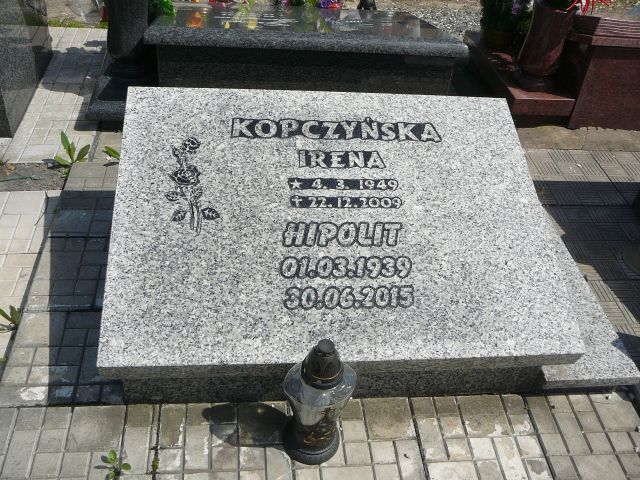 KOPCZYŃSKA
IRENA
★ 4. 3. 1949
✝ 22.12.2009
HIPOLIT
01.03.1939
30.06.2015